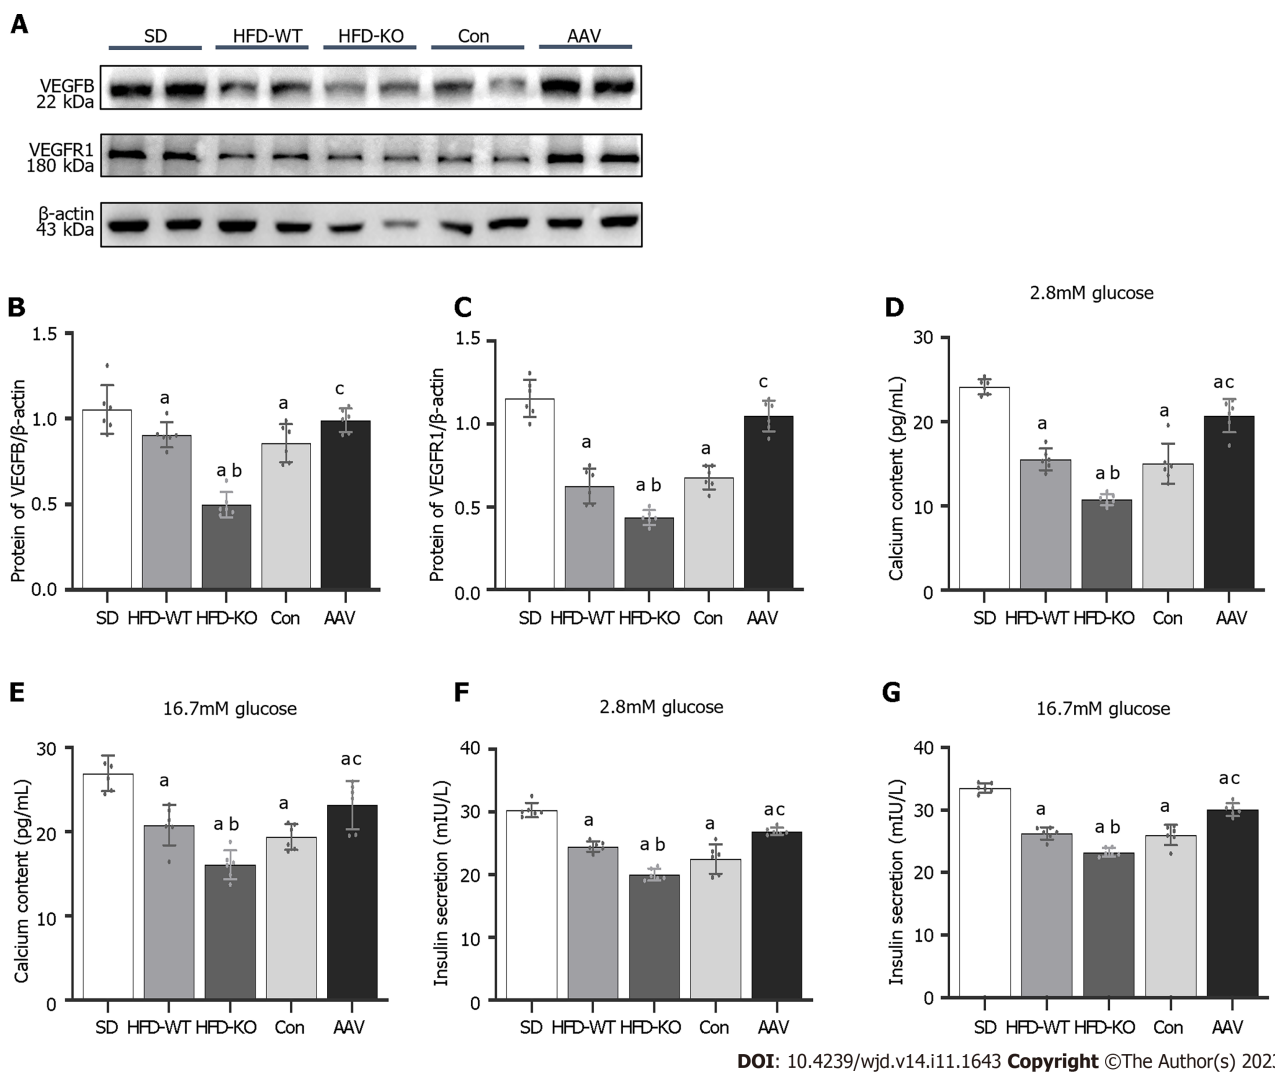 A
SD HFD-WT HFD-KO Con AAV
VEGFB
22 kDa
VEGFR1
180 kDa
β-actin
43 kDa
B
Protein of VEGFB/β-actin
1.5
1.0
0.5
0.0
a
a b
a
c
SD HFD-WT HFD-KO Con AAV
C
Protein of VEGFR1/β-actin
1.5
1.0
0.5
0.0
a
a b
a
c
SD HFD-WT HFD-KO Con AAV
D
2.8mM glucose
Calcium content (pg/mL)
30
20
10
0
a
a b
a
ac
SD HFD-WT HFD-KO Con AAV
E
16.7mM glucose
Calcium content (pg/mL)
30
20
10
0
a
a b
a
ac
SD HFD-WT HFD-KO Con AAV
F
2.8mM glucose
Insulin secretion (mIU/L)
40
30
20
10
0
a
a b
a
ac
SD HFD-WT HFD-KO Con AAV
G
16.7mM glucose
Insulin secretion (mIU/L)
40
30
20
10
0
a
a b
a
ac
SD HFD-WT HFD-KO Con AAV
DOI: 10.4239/wjd.v14.i11.1643 Copyright ©The Author(s)